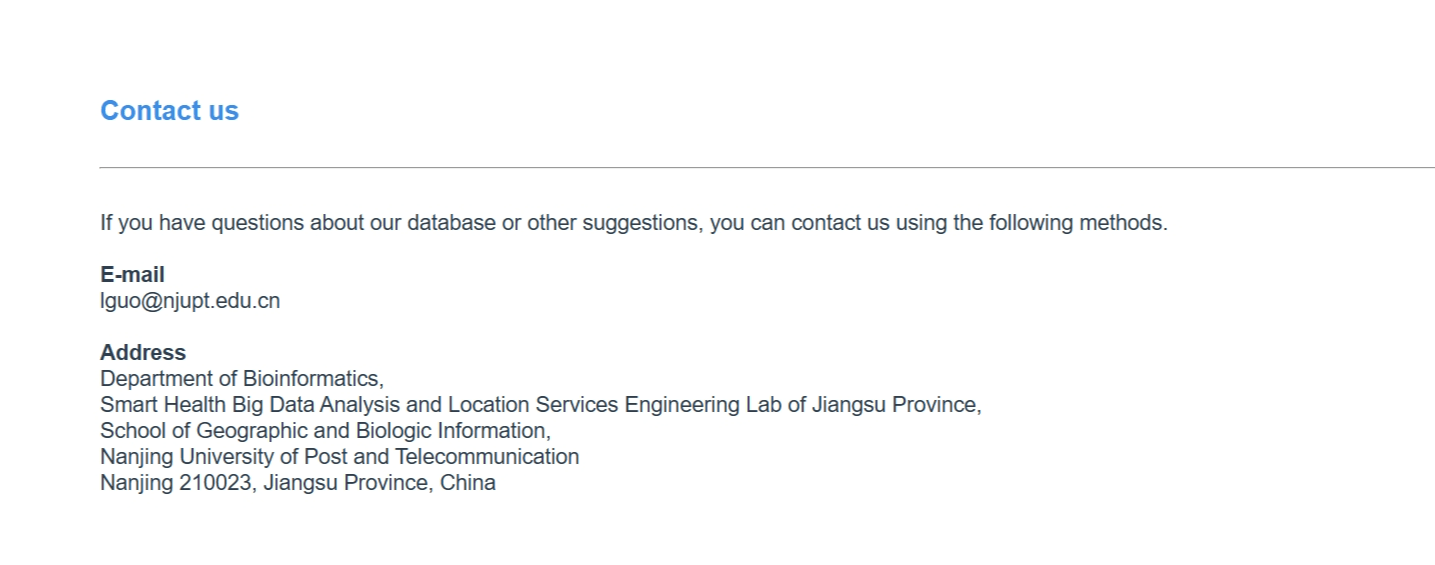 Contact us
If you have questions about our database or other suggestions, you can contact us using the following methods.
E-mail
lguo@njupt.edu.cn
Address
Department of Bioinformatics,
Smart Health Big Data Analysis and Location Services Engineering Lab of Jiangsu Province,
School of Geographic and Biologic Information,
Nanjing University of Post and Telecommunication
Nanjing 210023, Jiangsu Province, China